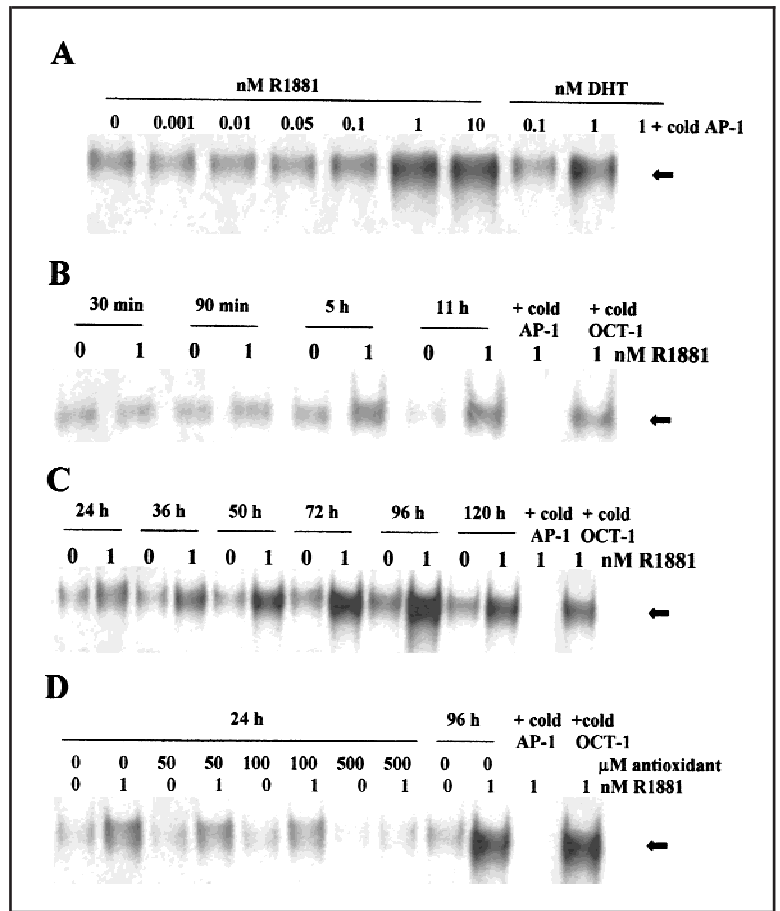 A
nM R1881 nM DHT
0 0.001 0.01 0.05 0.1 1 10 0.1 1 1 + cold AP-1
B
30 min 90 min 5 h 11 h + cold + cold
AP-1 OCT-1
0 1 0 1 0 1 0 1 1 1 nM R1881
C
24 h 36 h 50 h 72 h 96 h 120 h + cold + cold
AP-1 OCT-1
0 1 0 1 0 1 0 1 0 1 0 1 1 1 nM R1881
D
24 h 96 h + cold +cold
AP-1 OCT-1
0 0 50 50 100 100 500 500 0 0 μM antioxidant
0 1 0 1 0 1 0 1 0 1 1 1 nM R1881